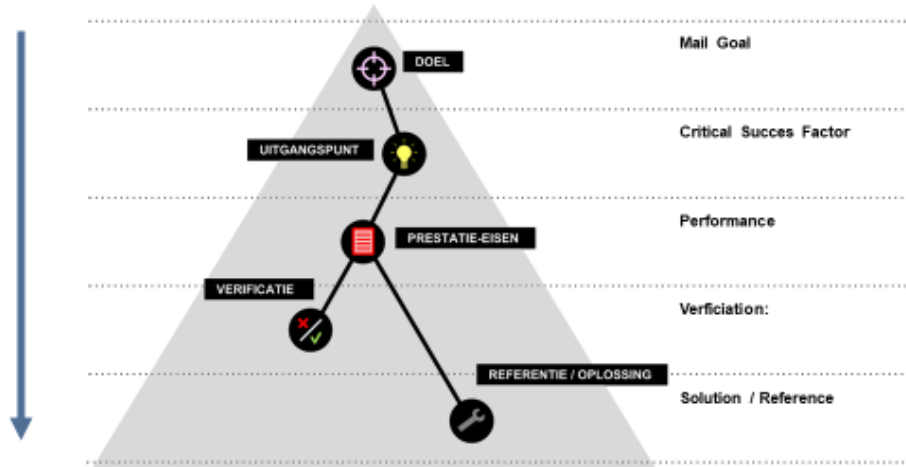 Mail Goal
DOEL
Critical Succes Factor
UITGANGSPUNT
Performance
PRESTATIE-EISEN
VERIFICATIE
Verficiation:
REFERENTIE / OPLOSSING
Solution / Reference